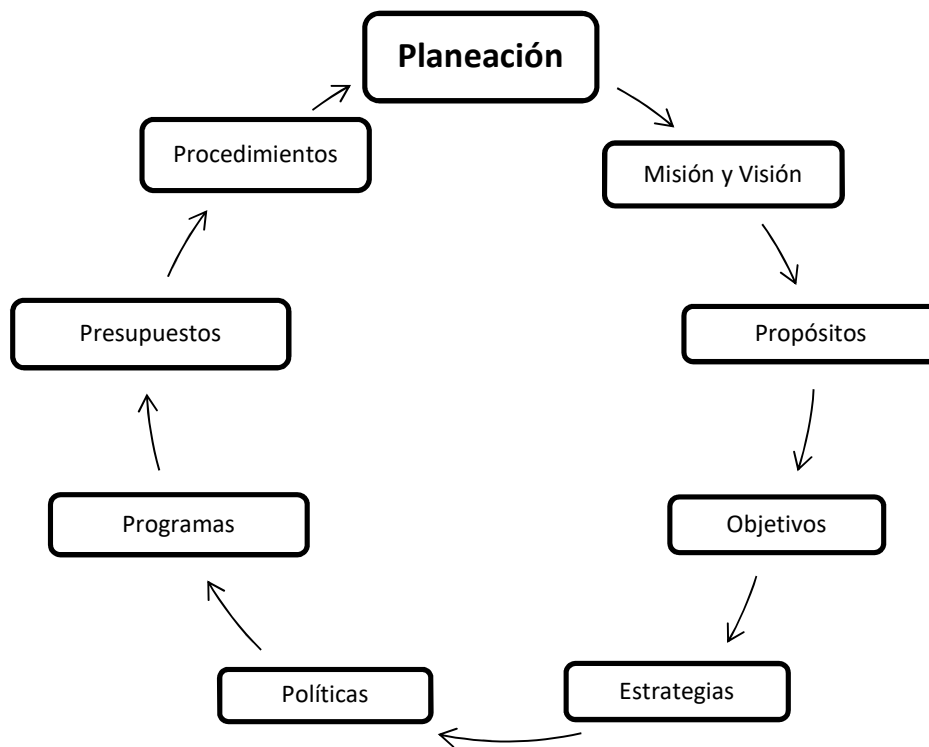 Planeación
Misión y Visión
Propósitos
Objetivos
Estrategias
Políticas
Programas
Presupuestos
Procedimientos